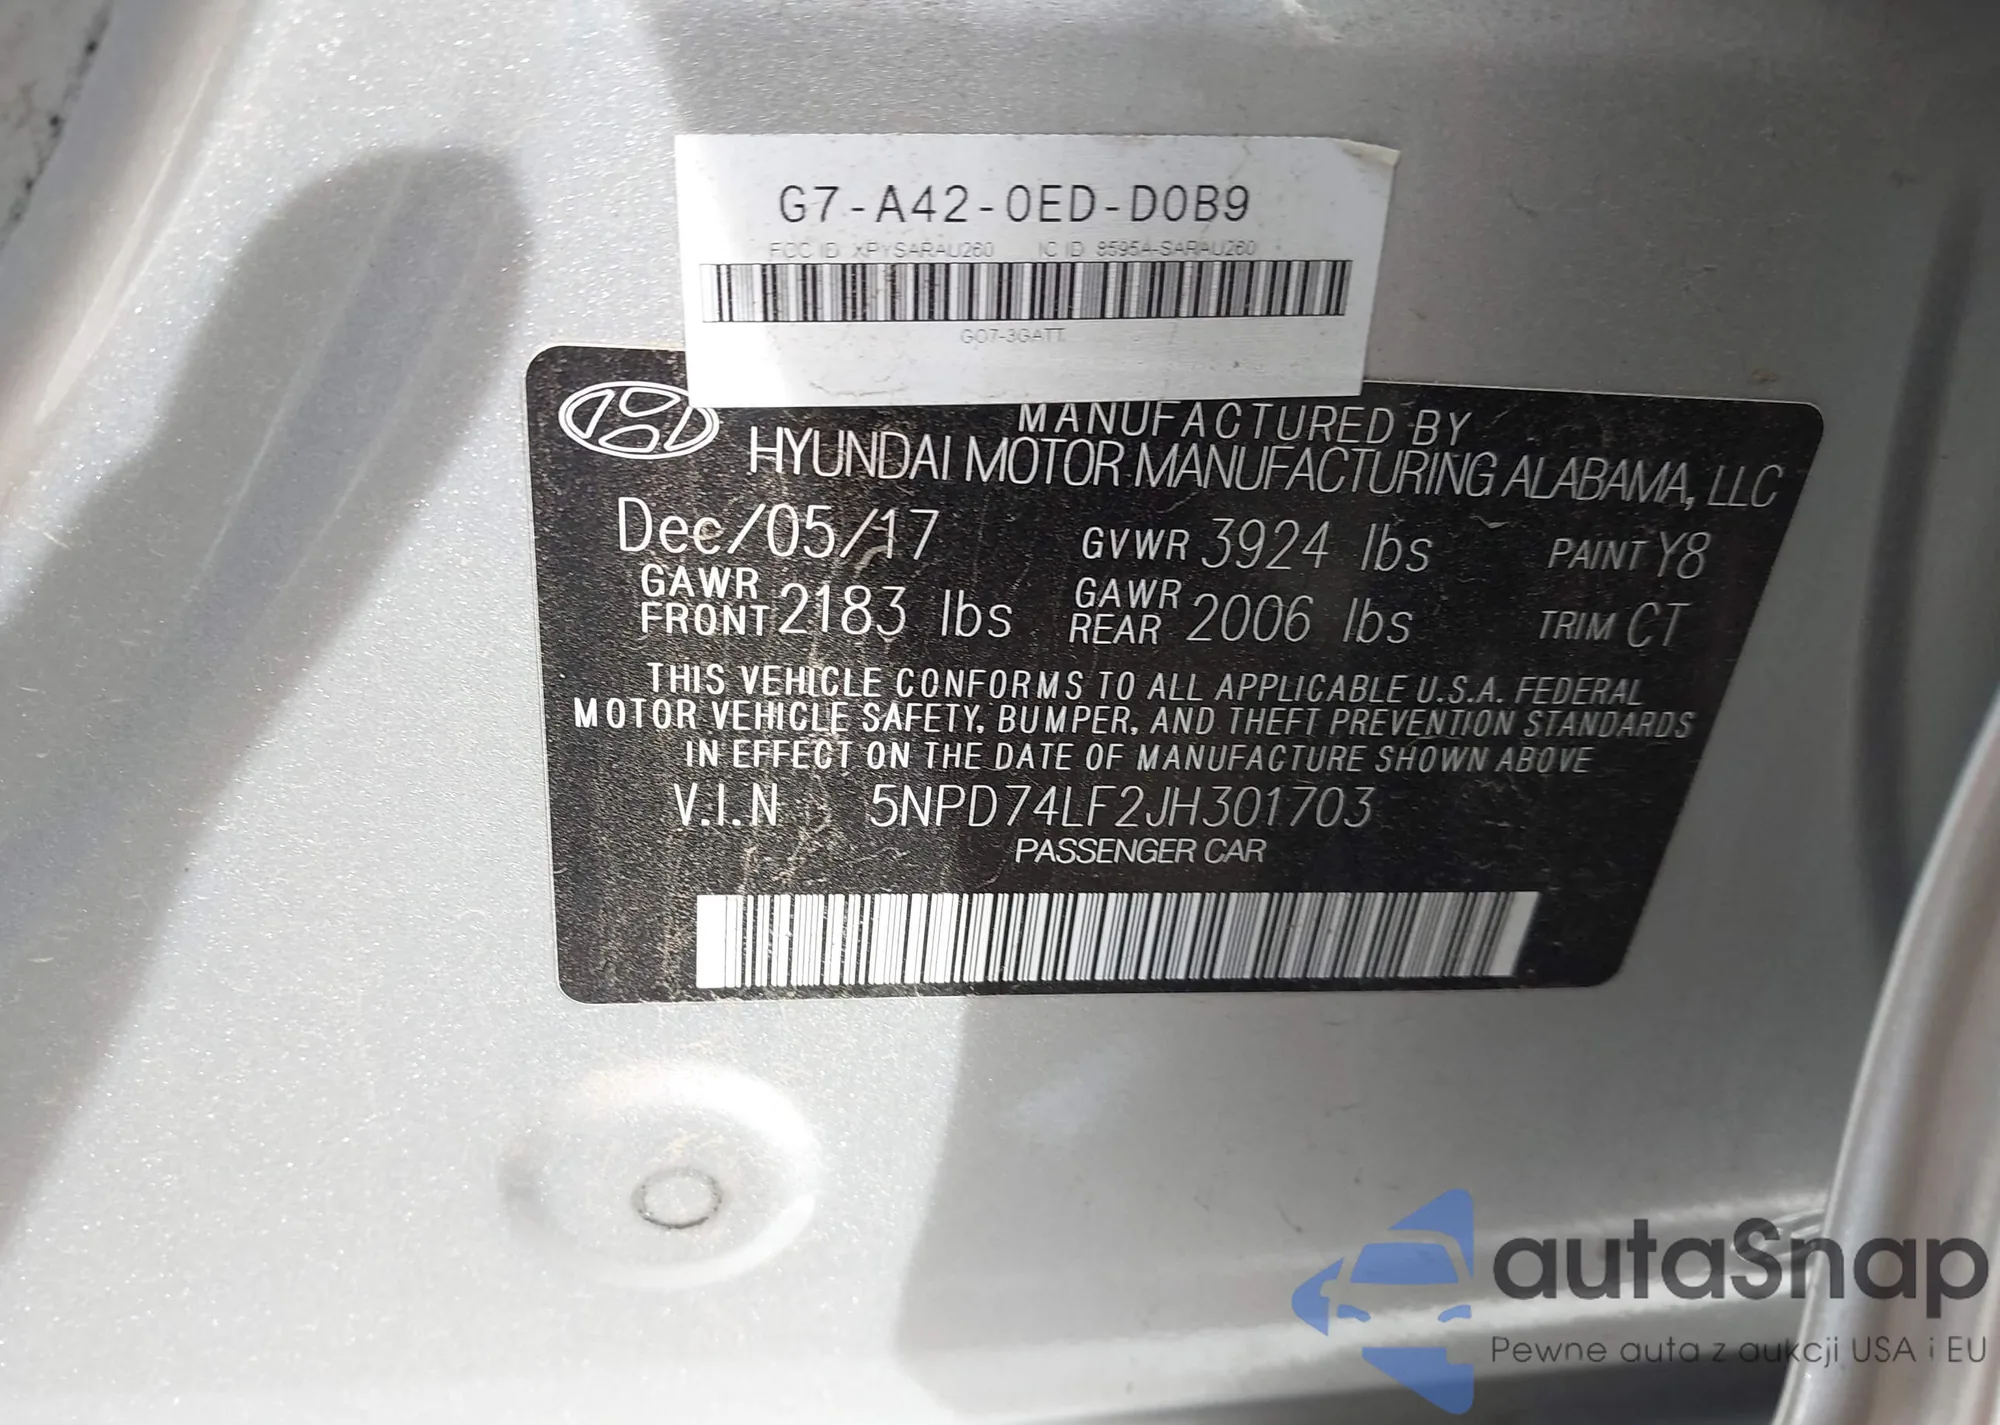 G7-A42-0ED-D0B9
FCC ID XPYSARAU260 IC ID 8595A-SARAU260
G07-3GATT
MANUFACTURED BY
HYUNDAI MOTOR MANUFACTURING ALABAMA, LLC
Dec/05/17 GVWR 3924 lbs PAINT Y8
GAWR FRONT 2183 lbs GAWR REAR 2006 lbs TRIM CT
THIS VEHICLE CONFORMS TO ALL APPLICABLE U.S.A. FEDERAL
MOTOR VEHICLE SAFETY, BUMPER, AND THEFT PREVENTION STANDARDS
IN EFFECT ON THE DATE OF MANUFACTURE SHOWN ABOVE
V.I.N 5NPD74LF2JH301703
PASSENGER CAR
autaSnap
Pewne auta z aukcji USA i EU